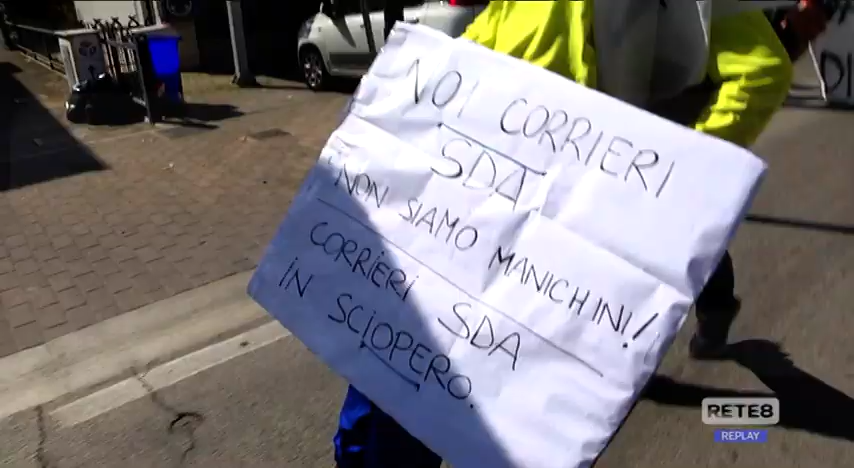 NOI CORRIERI
SDA
NON SIAMO MANICHINI!
CORRIERI SDA
IN SCIOPERO.
RETE8
REPLAY